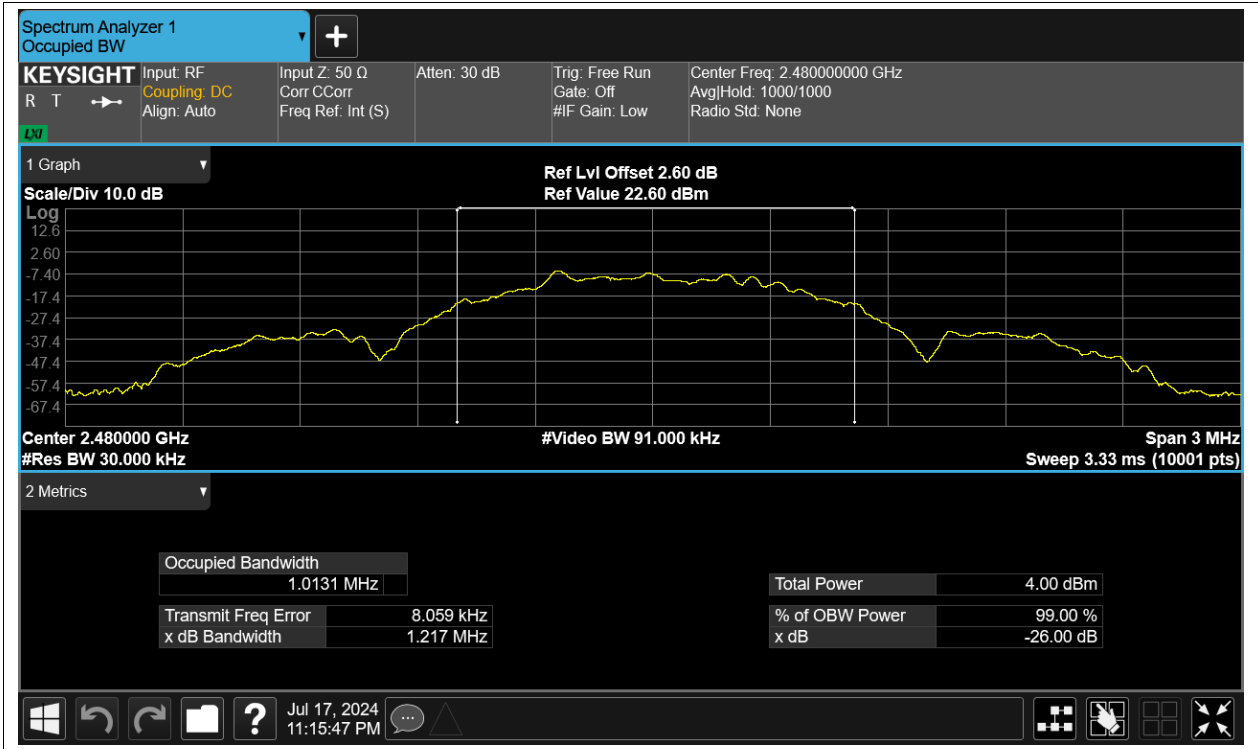 Spectrum Analyzer 1
Occupied BW
KEYSIGHT
R T
LXI
Input: RF
Coupling: DC
Align: Auto
Input Z: 50 Ω
Corr CCorr
Freq Ref: Int (S)
Atten: 30 dB
Trig: Free Run
Gate: Off
#IF Gain: Low
Center Freq: 2.480000000 GHz
Avg|Hold: 1000/1000
Radio Std: None
1 Graph
Scale/Div 10.0 dB
Ref Lvl Offset 2.60 dB
Ref Value 22.60 dBm
Log
12.6
2.60
-7.40
-17.4
-27.4
-37.4
-47.4
-57.4
-67.4
Center 2.480000 GHz
#Res BW 30.000 kHz
#Video BW 91.000 kHz
Span 3 MHz
Sweep 3.33 ms (10001 pts)
2 Metrics
Occupied Bandwidth
1.0131 MHz
Transmit Freq Error 8.059 kHz
x dB Bandwidth 1.217 MHz
Total Power 4.00 dBm
% of OBW Power 99.00 %
x dB -26.00 dB
Jul 17, 2024
11:15:47 PM